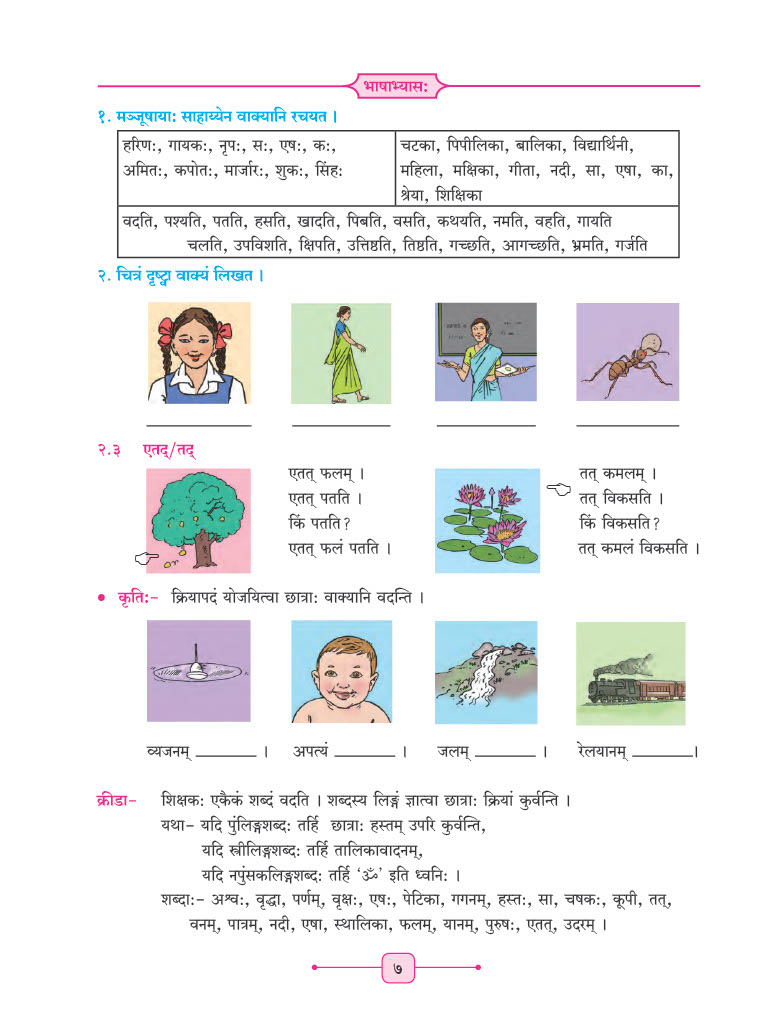 भाषाभ्यासः
१. मञ्जूषायाः साहाय्येन वाक्यानि रचयत ।
हरिणः, गायकः, नृपः, सः, एषः, कः,
अमितः, कपोतः, मार्जारः, शुकः, सिंहः
चटका, पिपीलिका, बालिका, विद्यार्थिनी,
महिला, मक्षिका, गीता, नदी, सा, एषा, का,
श्रेया, शिक्षिका
वदति, पश्यति, पतति, हसति, खादति, पिबति, वसति, कथयति, नमति, वहति, गायति
चलति, उपविशति, क्षिपति, उत्तिष्ठति, तिष्ठति, गच्छति, आगच्छति, भ्रमति, गर्जति
२. चित्रं दृष्ट्वा वाक्यं लिखत ।
२.३ एतद्/तद्
एतत् फलम् ।
एतत् पतति ।
किं पतति?
एतत् फलं पतति ।
तत् कमलम् ।
तत् विकसति ।
किं विकसति?
तत् कमलं विकसति ।
• कृतिः- क्रियापदं योजयित्वा छात्राः वाक्यानि वदन्ति ।
व्यजनम् ________ । अपत्यं ________ । जलम् ________ । रेलयानम् ________।
क्रीडा- शिक्षकः एकैकं शब्दं वदति । शब्दस्य लिङ्गं ज्ञात्वा छात्राः क्रियां कुर्वन्ति ।
यथा- यदि पुंलिङ्गशब्दः तर्हि छात्राः हस्तम् उपरि कुर्वन्ति,
यदि स्त्रीलिङ्गशब्दः तर्हि तालिकावादनम्,
यदि नपुंसकलिङ्गशब्दः तर्हि ‘ॐ’ इति ध्वनिः ।
शब्दाः- अश्वः, वृद्धा, पर्णम्, वृक्षः, एषः, पेटिका, गगनम्, हस्तः, सा, चषकः, कूपी, तत्,
वनम्, पात्रम्, नदी, एषा, स्थालिका, फलम्, यानम्, पुरुषः, एतत्, उदरम् ।
७